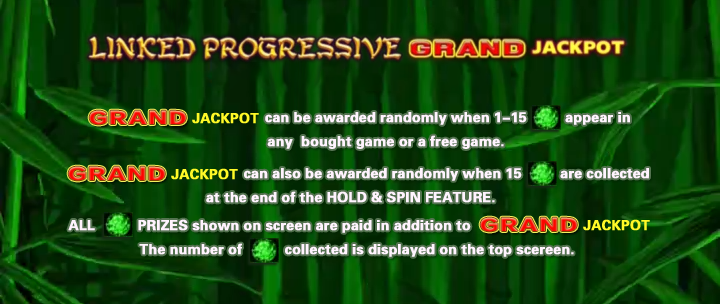 LINKED PROGRESSIVE GRAND JACKPOT
GRAND JACKPOT can be awarded randomly when 1-15 appear in
any bought game or a free game.
GRAND JACKPOT can also be awarded randomly when 15 are collected
at the end of the HOLD & SPIN FEATURE.
ALL PRIZES shown on screen are paid in addition to GRAND JACKPOT
The number of collected is displayed on the top scereen.